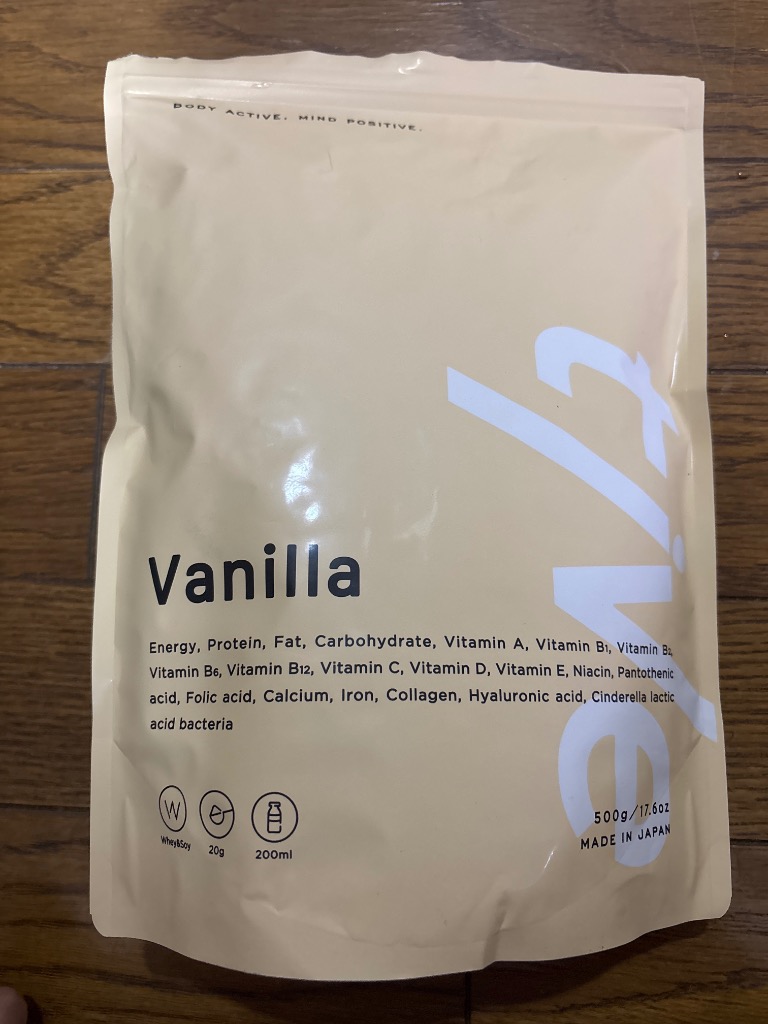 BODY ACTIVE. MIND POSITIVE.
t/ive
Vanilla
Energy, Protein, Fat, Carbohydrate, Vitamin A, Vitamin B1, Vitamin B2,
Vitamin B6, Vitamin B12, Vitamin C, Vitamin D, Vitamin E, Niacin, Pantothenic
acid, Folic acid, Calcium, Iron, Collagen, Hyaluronic acid, Cinderella lactic
acid bacteria
W
Whey&Soy
20g
200ml
500g/17.6oz
MADE IN JAPAN